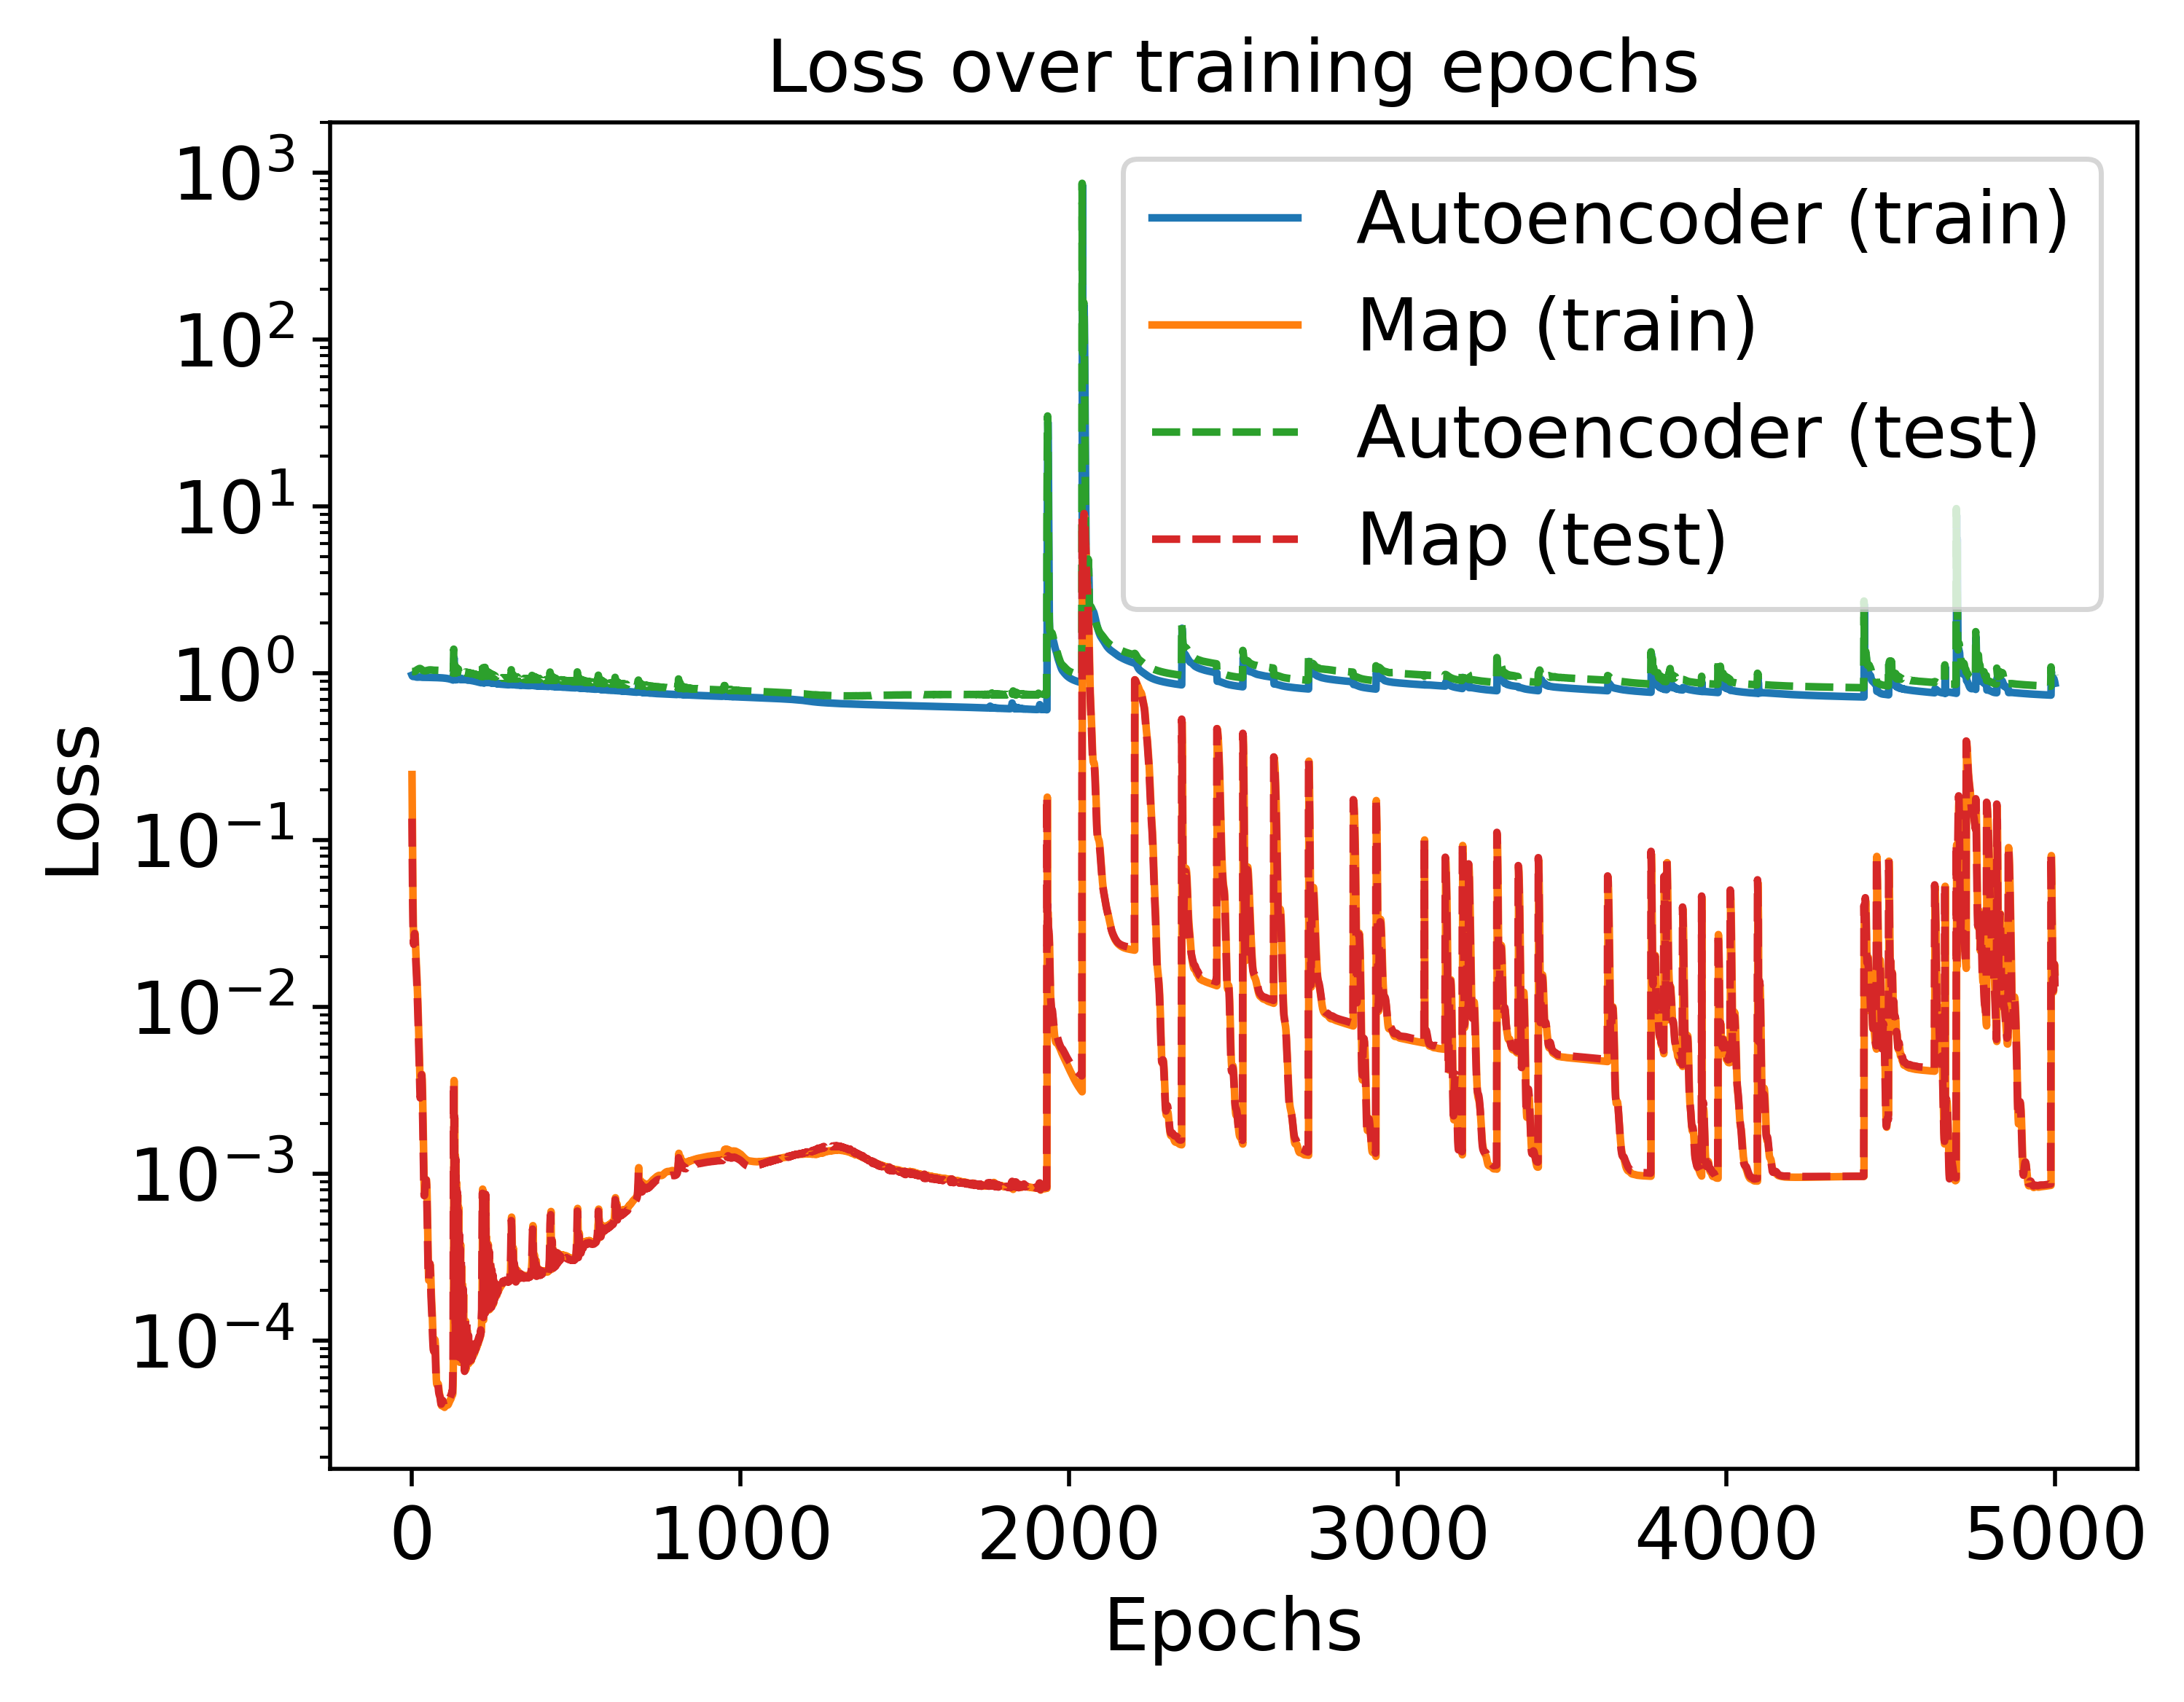 Loss over training epochs
10³
10²
10¹
10⁰
10⁻¹
10⁻²
10⁻³
10⁻⁴
Loss
Autoencoder (train)
Map (train)
Autoencoder (test)
Map (test)
0 1000 2000 3000 4000 5000
Epochs